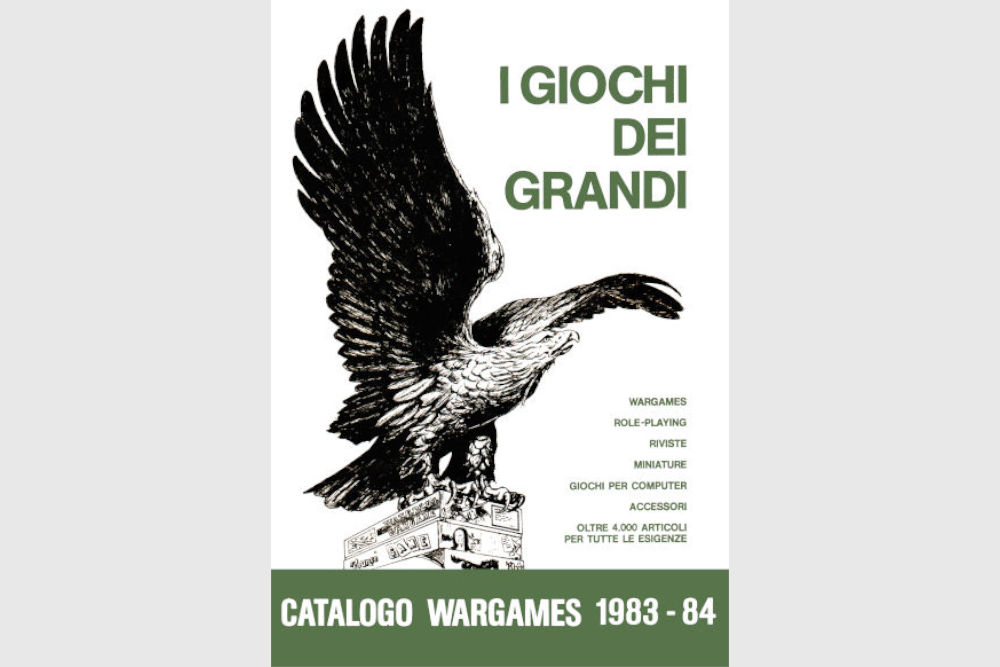 I GIOCHI
DEI
GRANDI
WARGAMES
ROLE-PLAYING
RIVISTE
MINIATURE
GIOCHI PER COMPUTER
ACCESSORI
OLTRE 4.000 ARTICOLI
PER TUTTE LE ESIGENZE
GAME
CATALOGO WARGAMES 1983 - 84